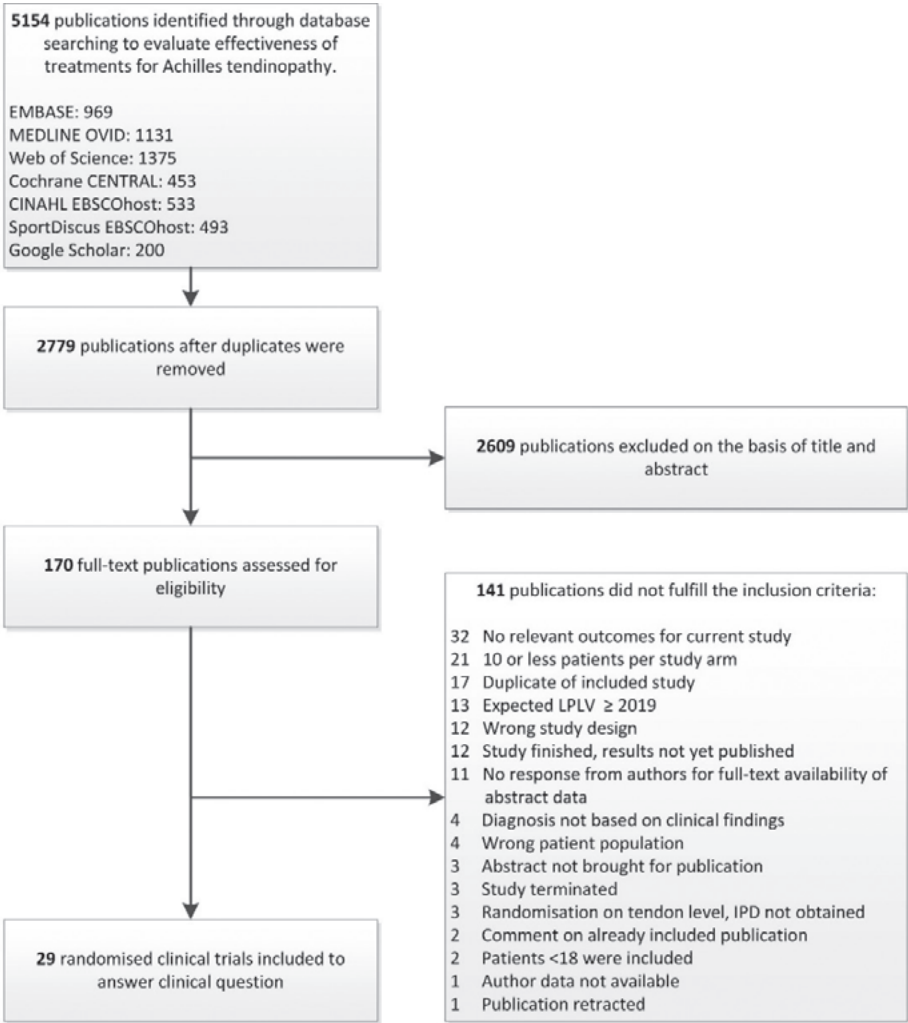 5154 publications identified through database
searching to evaluate effectiveness of
treatments for Achilles tendinopathy.
EMBASE: 969
MEDLINE OVID: 1131
Web of Science: 1375
Cochrane CENTRAL: 453
CINAHL EBSCOhost: 533
SportDiscus EBSCOhost: 493
Google Scholar: 200
2779 publications after duplicates were
removed
2609 publications excluded on the basis of title and
abstract
170 full-text publications assessed for
eligibility
141 publications did not fulfill the inclusion criteria:
32 No relevant outcomes for current study
21 10 or less patients per study arm
17 Duplicate of included study
13 Expected LPLV ≥ 2019
12 Wrong study design
12 Study finished, results not yet published
11 No response from authors for full-text availability of
abstract data
4 Diagnosis not based on clinical findings
4 Wrong patient population
3 Abstract not brought for publication
3 Study terminated
3 Randomisation on tendon level, IPD not obtained
2 Comment on already included publication
2 Patients <18 were included
1 Author data not available
1 Publication retracted
29 randomised clinical trials included to
answer clinical question